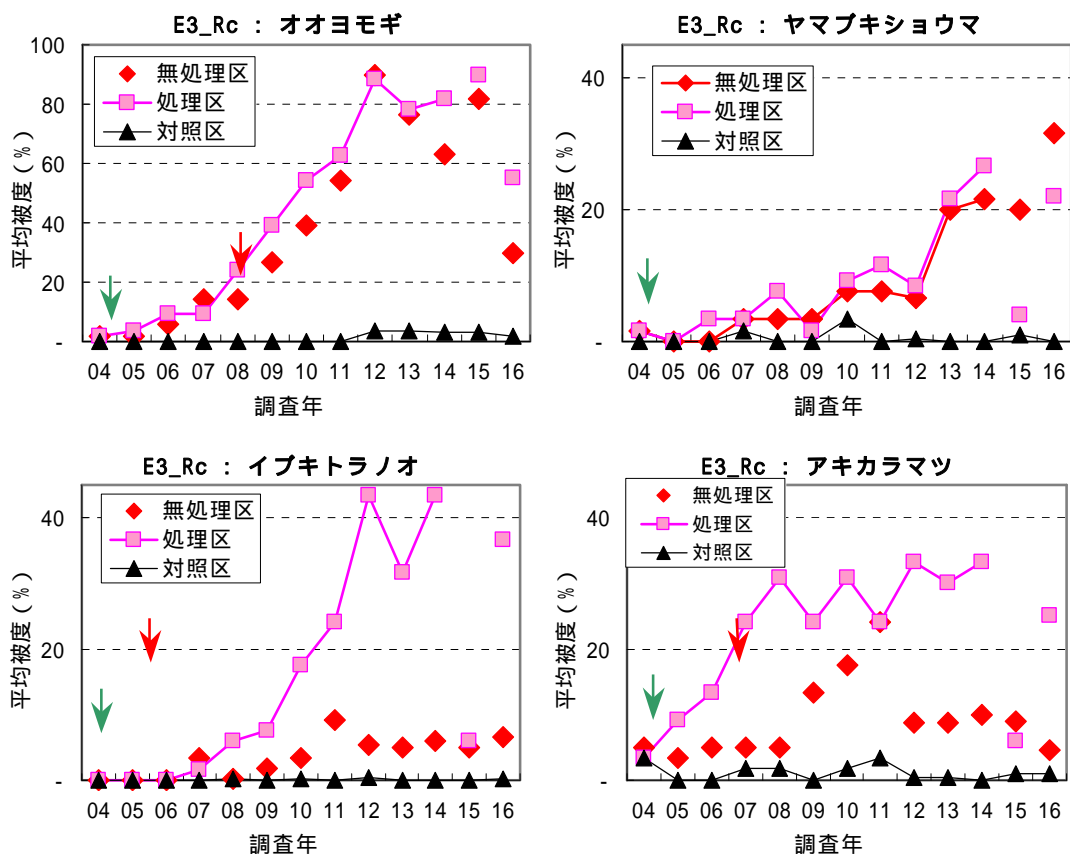 E3_Rc : オオヨモギ
100
80
60
40
20
-
平均被度(%)
無処理区
処理区
対照区
04 05 06 07 08 09 10 11 12 13 14 15 16
調査年
E3_Rc : ヤマブキショウマ
40
20
-
平均被度(%)
無処理区
処理区
対照区
04 05 06 07 08 09 10 11 12 13 14 15 16
調査年
E3_Rc : イブキトラノオ
40
20
-
平均被度(%)
無処理区
処理区
対照区
04 05 06 07 08 09 10 11 12 13 14 15 16
調査年
E3_Rc : アキカラマツ
40
20
-
平均被度(%)
無処理区
処理区
対照区
04 05 06 07 08 09 10 11 12 13 14 15 16
調査年